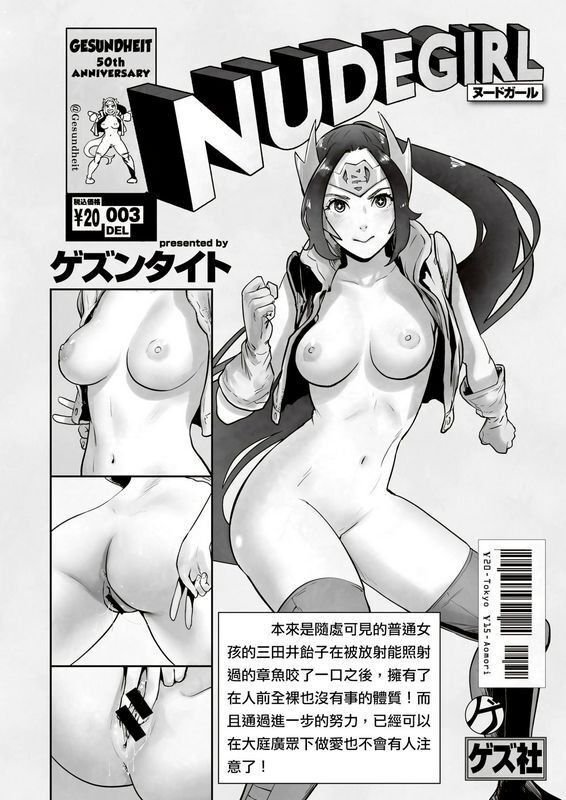 GESUNDHEIT
50th
ANNIVERSARY
@Gesundheit
NUDEGIRL
ヌードガール
税込価格
¥20
003
DEL
presented by
ゲズンタイト
本來是隨處可見的普通女
孩的三田井飴子在被放射能照射
過的章魚咬了一口之後，擁有了
在人前全裸也沒有事的體質！而
且通過進一步的努力，已經可以
在大庭廣眾下做愛也不會有人注
意了！
¥20-Tokyo ¥15-Aomori
ゲ
ゲズ社